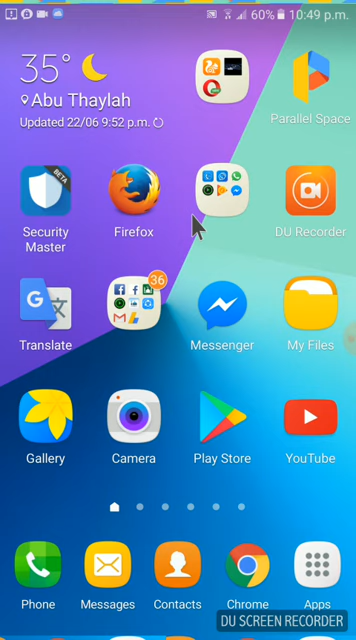 60% 10:49 p.m.
35°
Abu Thaylah
Updated 22/06 9:52 p.m.
Parallel Space
BETA
Security Master
Firefox
DU Recorder
36
Translate
Messenger
My Files
Gallery
Camera
Play Store
YouTube
Phone
Messages
Contacts
Chrome
Apps
DU SCREEN RECORDER